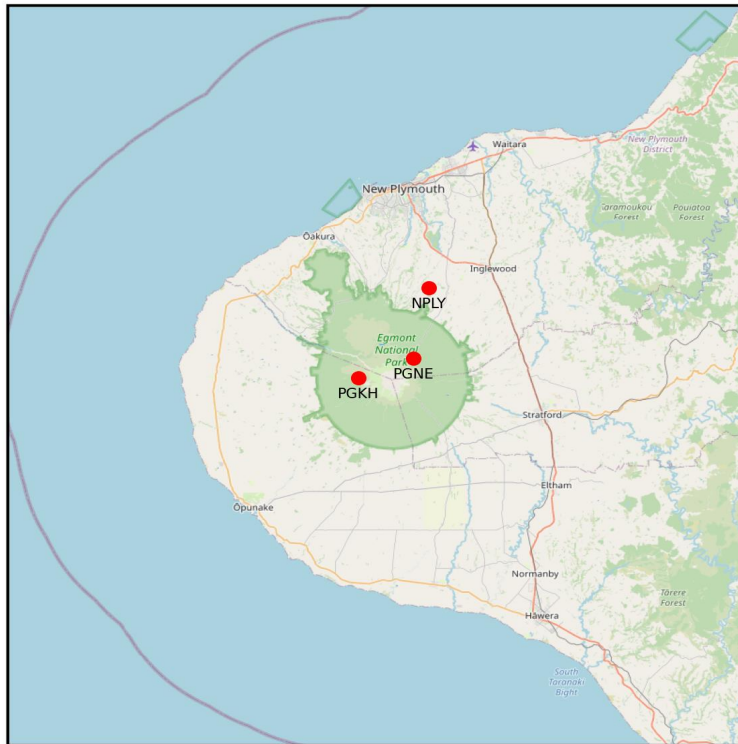 Waitara
New Plymouth
District
New Plymouth
Taramoukou
Forest
Pouiatoa
Forest
Ōakura
Inglewood
NPLY
Egmont
National
Park
PGNE
PGKH
Stratford
Eltham
Ōpunake
Normanby
Tārere
Forest
Hāwera
South
Taranaki
Bight